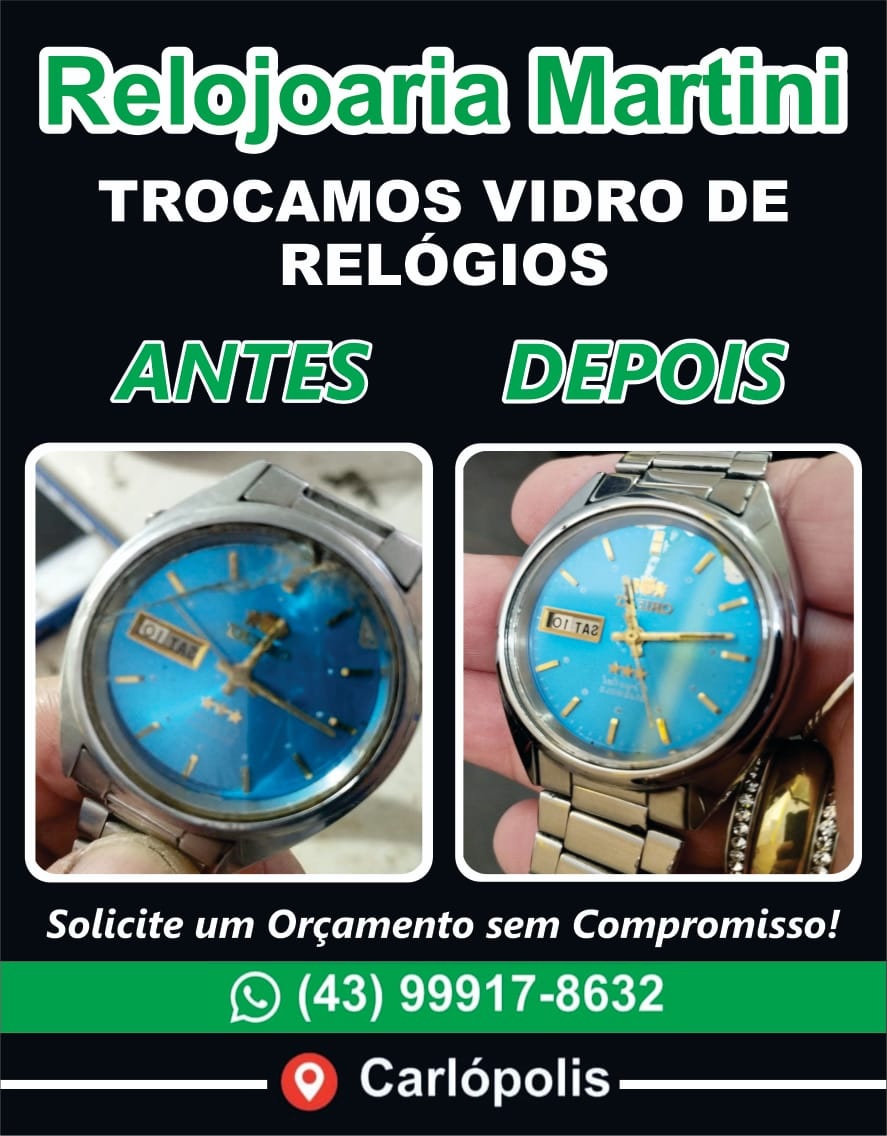 Relojoaria Martini
TROCAMOS VIDRO DE
RELÓGIOS
ANTES
DEPOIS
SAT 10
SAT 10
Solicite um Orçamento sem Compromisso!
(43) 99917-8632
Carlópolis